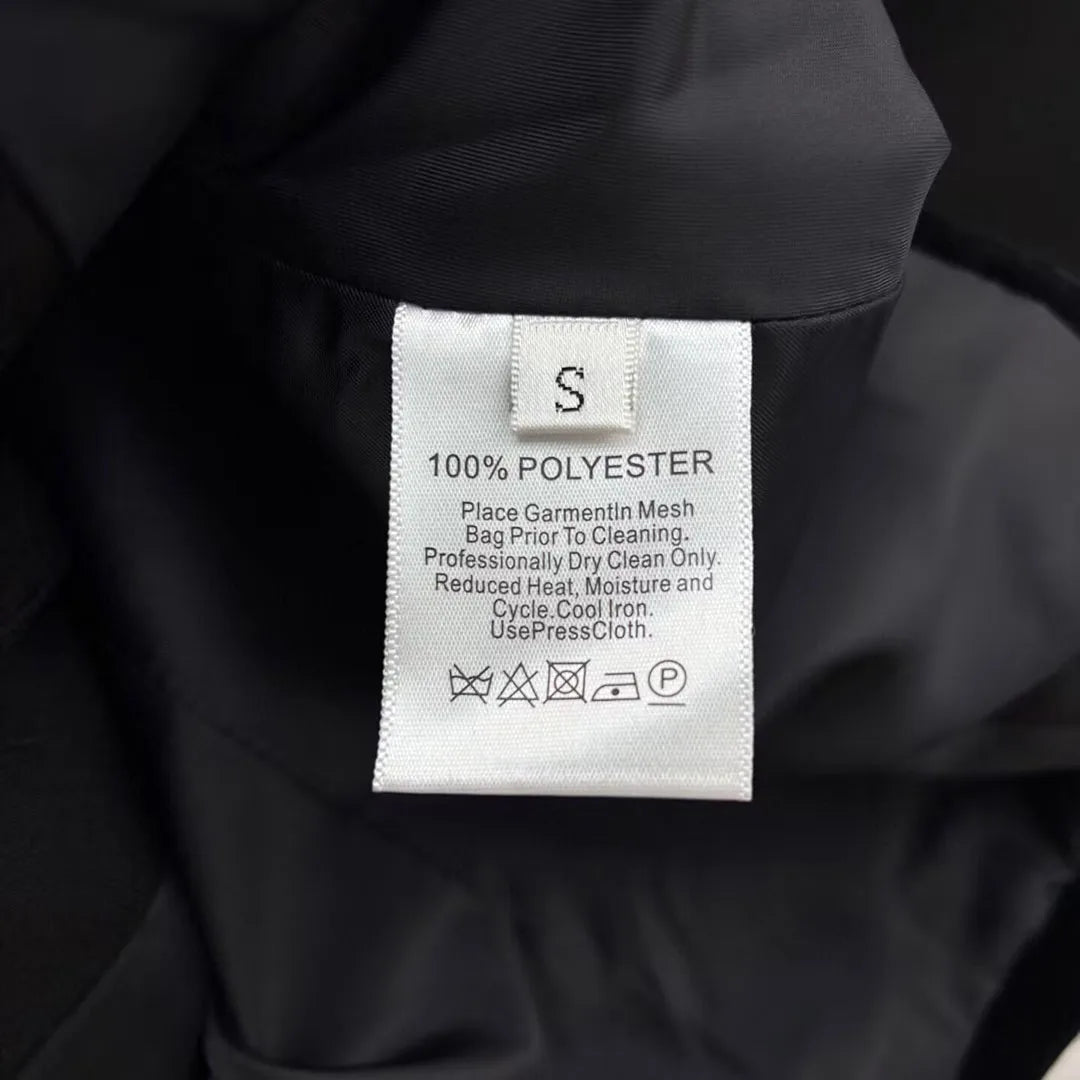 S
100% POLYESTER
Place GarmentIn Mesh
Bag Prior To Cleaning.
Professionally Dry Clean Only.
Reduced Heat, Moisture and
Cycle.Cool Iron.
UsePressCloth.
P